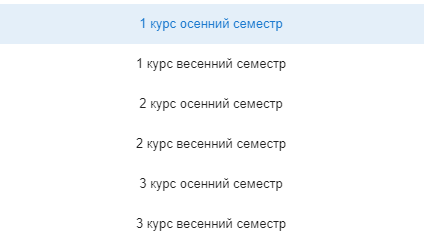 1 курс осенний семестр
1 курс весенний семестр
2 курс осенний семестр
2 курс весенний семестр
3 курс осенний семестр
3 курс весенний семестр